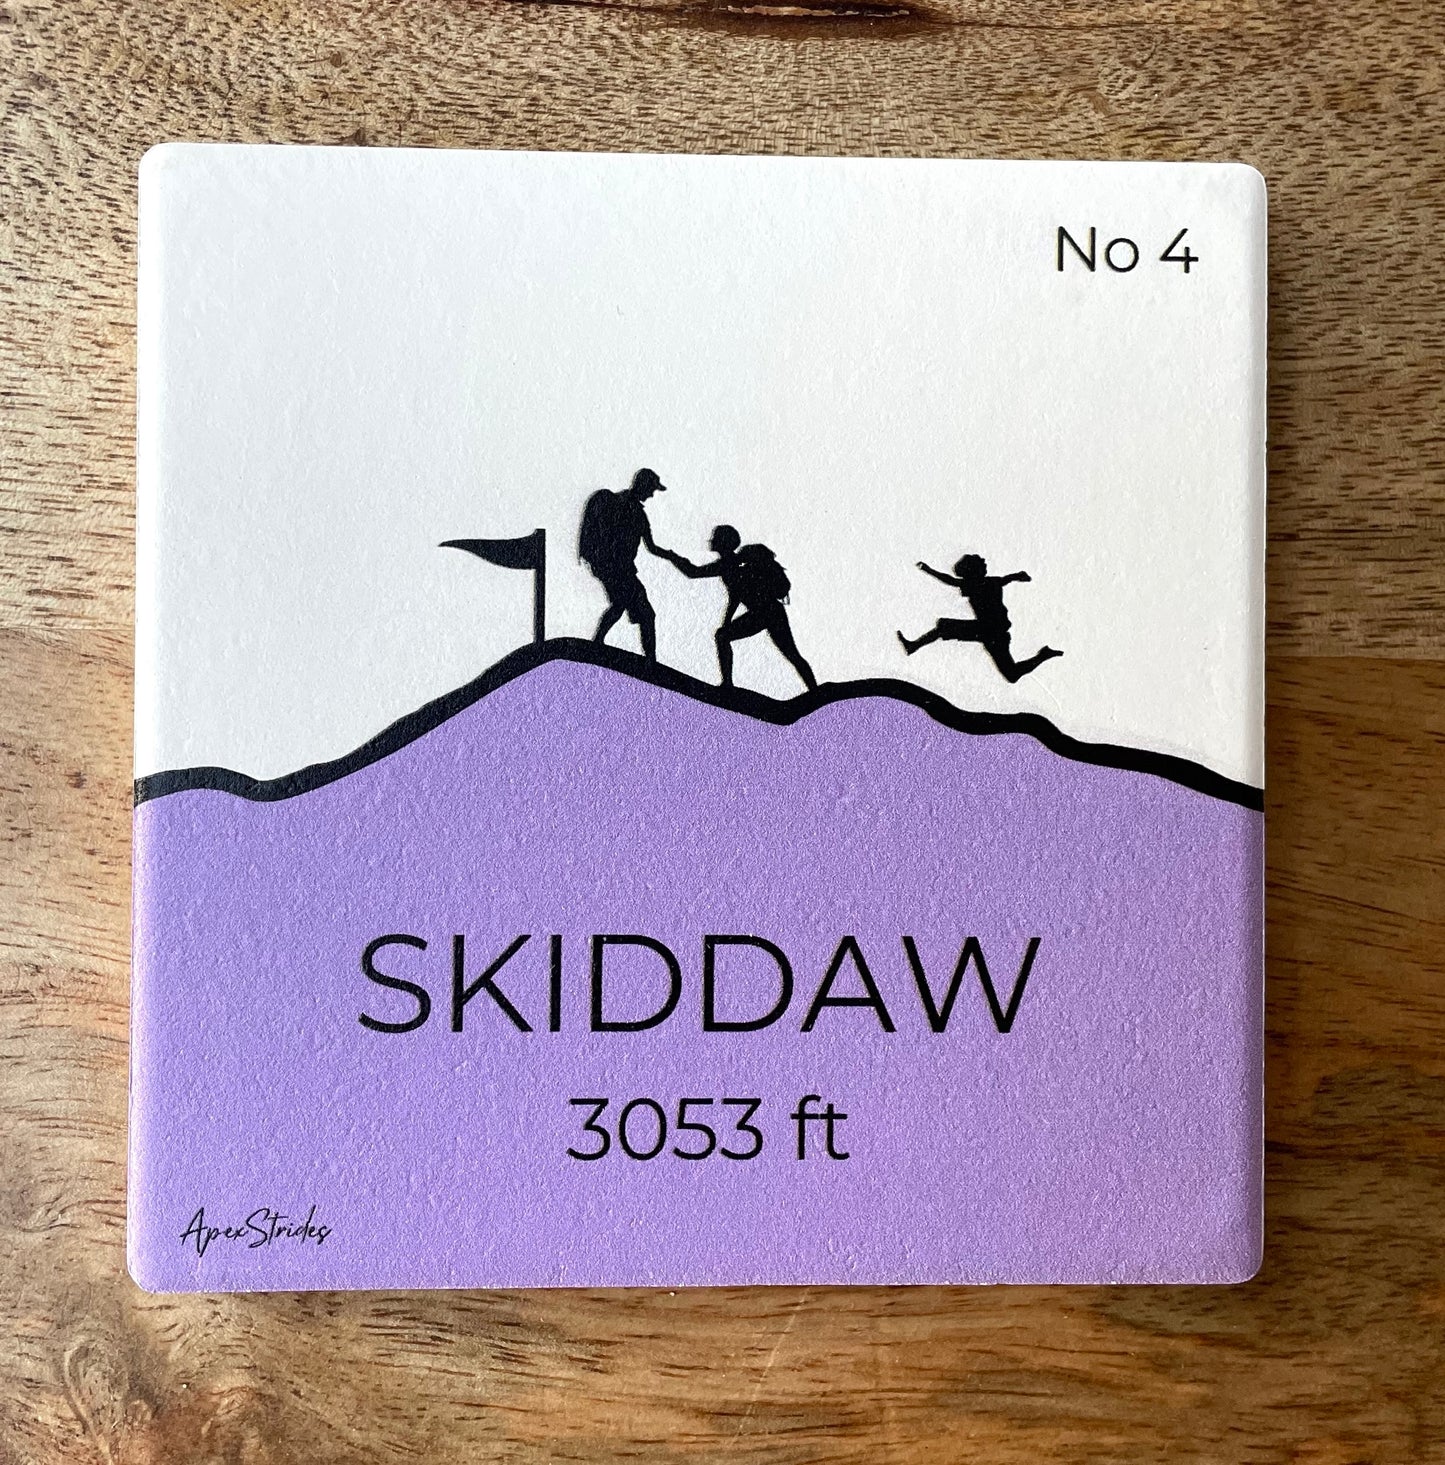 No 4
SKIDDAW
3053 ft
ApexStrides